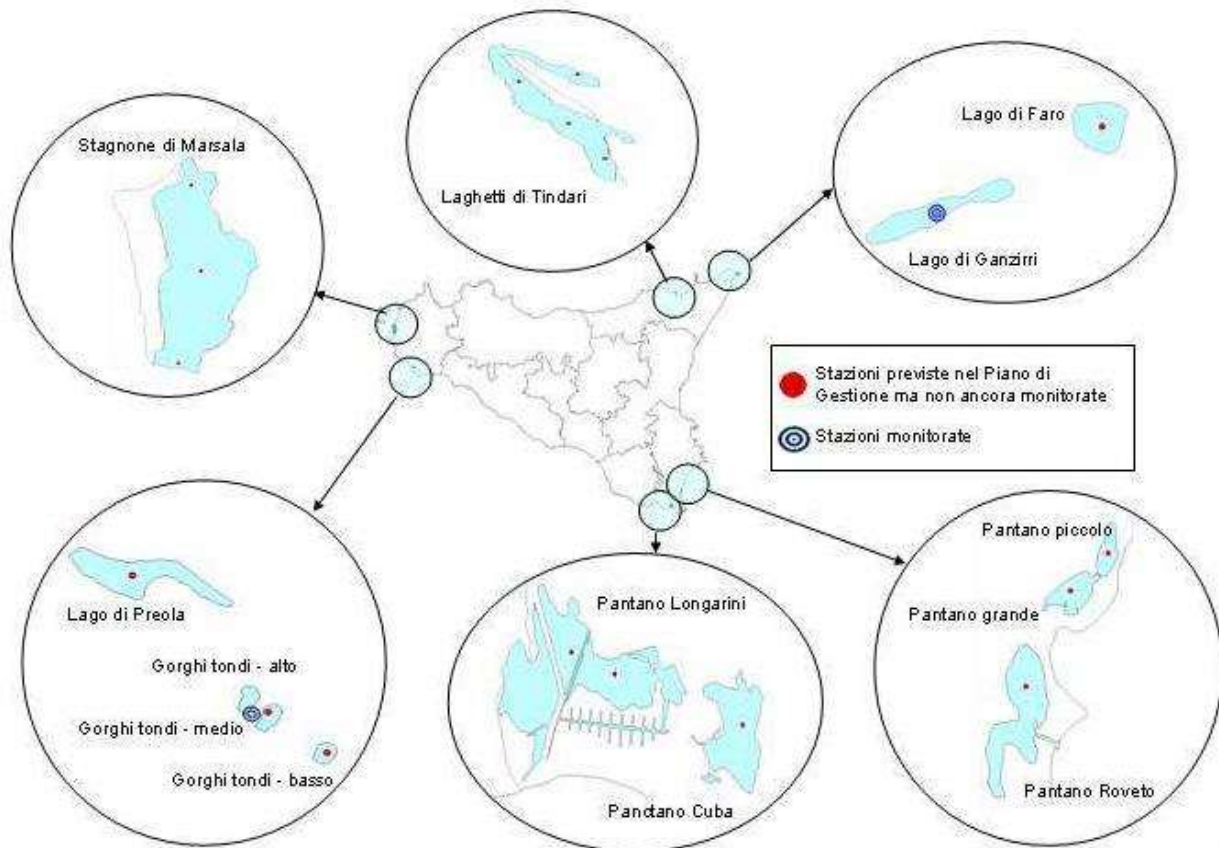 Stagnone di Marsala
Laghetti di Tindari
Lago di Faro
Lago di Ganzirri
Stazioni previste nel Piano di
Gestione ma non ancora monitorate
Stazioni monitorate
Lago di Preola
Gorghi tondi - alto
Gorghi tondi - medio
Gorghi tondi - basso
Pantano Longarini
Panctano Cuba
Pantano piccolo
Pantano grande
Pantano Roveto